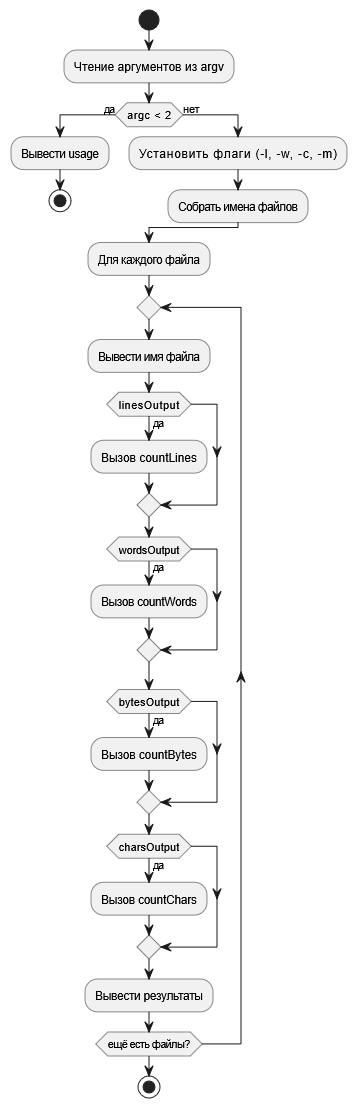 Чтение аргументов из argv
да
argc < 2
нет
Вывести usage
Установить флаги (-l, -w, -c, -m)
Собрать имена файлов
Для каждого файла
Вывести имя файла
linesOutput
да
Вызов countLines
wordsOutput
да
Вызов countWords
bytesOutput
да
Вызов countBytes
charsOutput
да
Вызов countChars
Вывести результаты
ещё есть файлы?